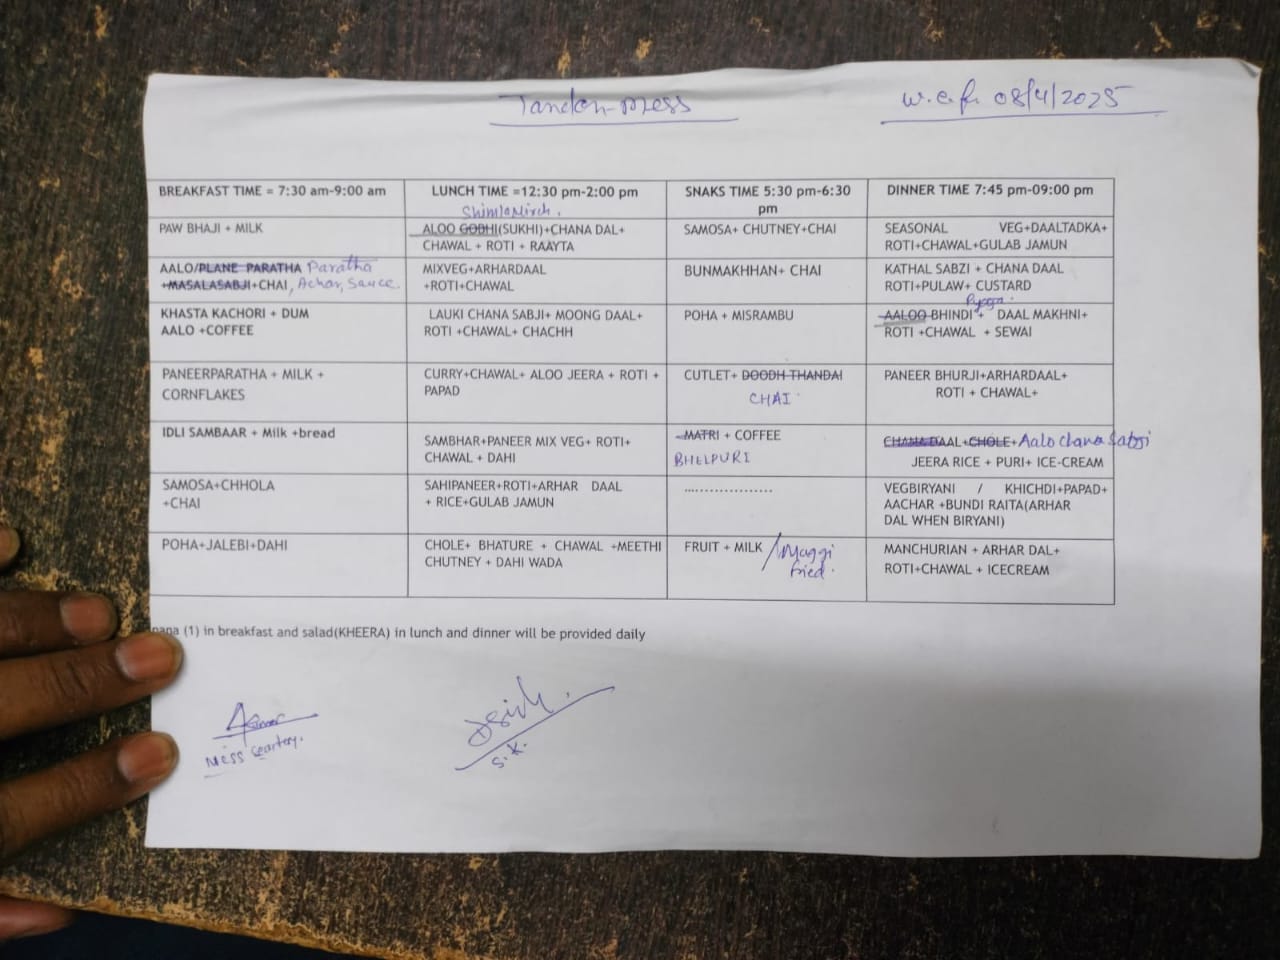 Tandon mess
w.e.f. 08/4/2025
BREAKFAST TIME = 7:30 am-9:00 am
LUNCH TIME =12:30 pm-2:00 pm
SNAKS TIME 5:30 pm-6:30
pm
DINNER TIME 7:45 pm-09:00 pm
PAW BHAJI + MILK
Shimla Mirch.
ALOO GOBHI(SUKHI)+CHANA DAL+
CHAWAL + ROTI + RAAYTA
SAMOSA+ CHUTNEY+CHAI
SEASONAL VEG+DAALTADKA+
ROTI+CHAWAL+GULAB JAMUN
AALO/PLANE PARATHA Paratha
+MASALASABJI+CHAI, Achar, Sauce.
MIXVEG+ARHARDAAL
+ROTI+CHAWAL
BUNMAKHHAN+ CHAI
KATHAL SABZI + CHANA DAAL
ROTI+PULAW+ CUSTARD
KHASTA KACHORI + DUM
AALO +COFFEE
LAUKI CHANA SABJI+ MOONG DAAL+
ROTI +CHAWAL+ CHACHH
POHA + MISRAMBU
Pyaja.
AALOO BHINDI + DAAL MAKHNI+
ROTI +CHAWAL + SEWAI
PANEERPARATHA + MILK +
CORNFLAKES
CURRY+CHAWAL+ ALOO JEERA + ROTI +
PAPAD
CUTLET+ DOODH THANDAI
CHAI
PANEER BHURJI+ARHARDAAL+
ROTI + CHAWAL+
IDLI SAMBAAR + Milk +bread
SAMBHAR+PANEER MIX VEG+ ROTI+
CHAWAL + DAHI
MATRI + COFFEE
BHELPURI
CHANA DAAL+CHOLE+Aalo chana Sabji
JEERA RICE + PURI+ ICE-CREAM
SAMOSA+CHHOLA
+CHAI
SAHIPANEER+ROTI+ARHAR DAAL
+ RICE+GULAB JAMUN
...................
VEGBIRYANI / KHICHDI+PAPAD+
AACHAR +BUNDI RAITA(ARHAR
DAL WHEN BIRYANI)
POHA+JALEBI+DAHI
CHOLE+ BHATURE + CHAWAL +MEETHI
CHUTNEY + DAHI WADA
FRUIT + MILK / Maggi
fried.
MANCHURIAN + ARHAR DAL+
ROTI+CHAWAL + ICECREAM
nana (1) in breakfast and salad(KHEERA) in lunch and dinner will be provided daily
Mess
S.K.